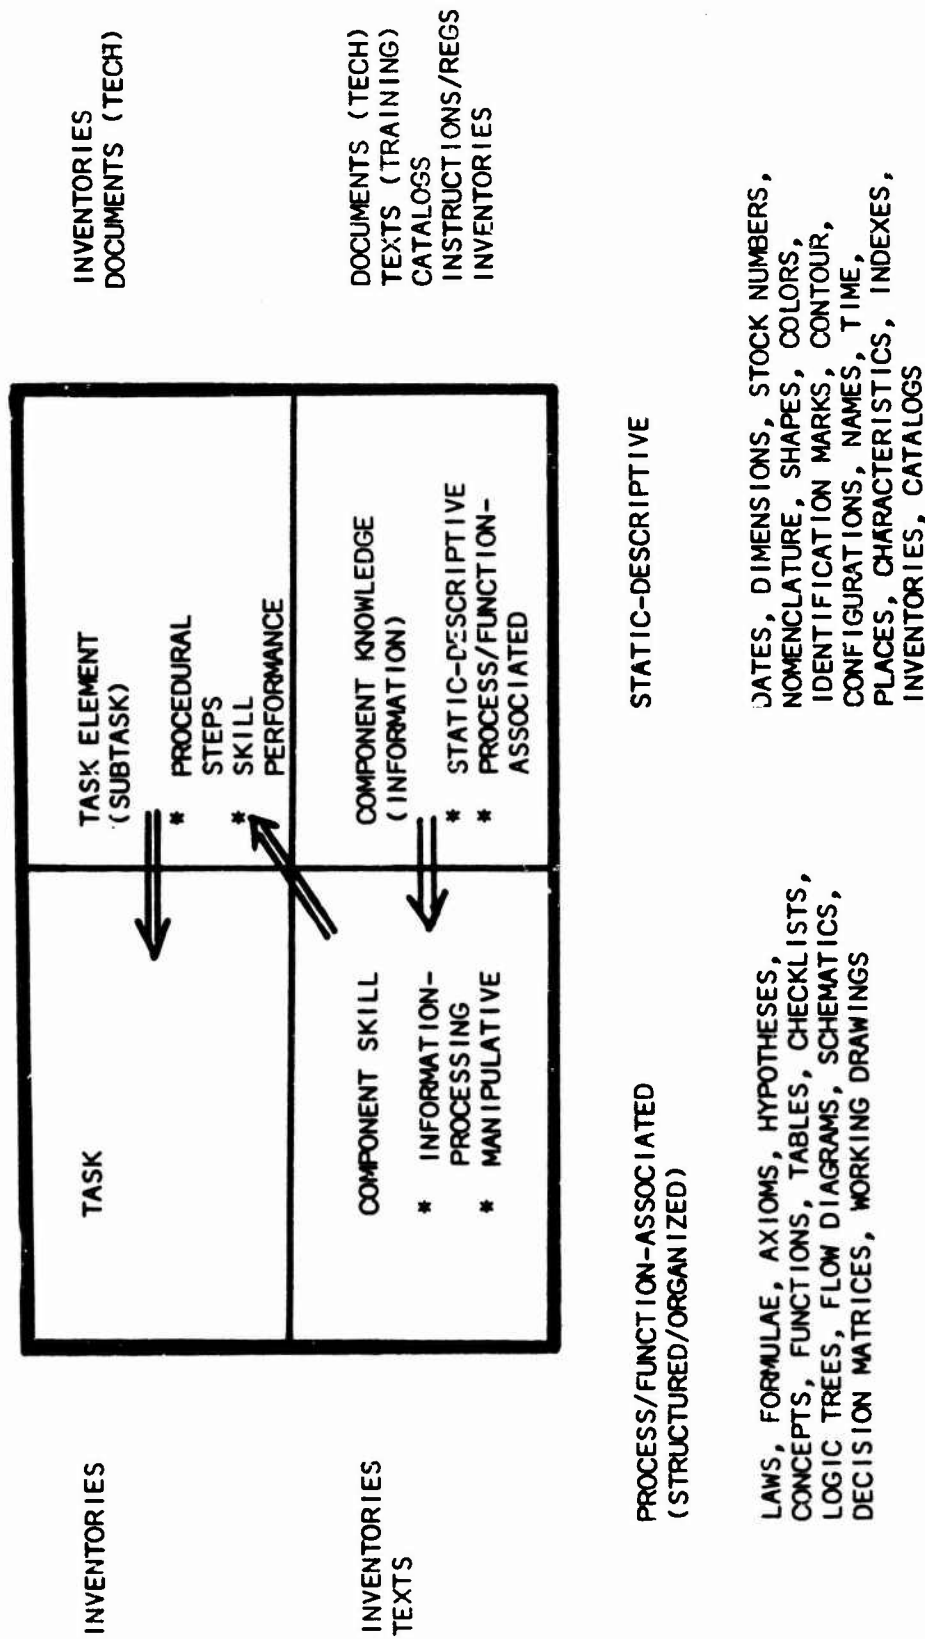 INVENTORIES
TASK
TASK ELEMENT
(SUBTASK)
* PROCEDURAL
STEPS
* SKILL
PERFORMANCE
INVENTORIES
DOCUMENTS (TECH)
INVENTORIES
TEXTS
COMPONENT SKILL
* INFORMATION-
PROCESSING
* MANIPULATIVE
COMPONENT KNOWLEDGE
(INFORMATION)
* STATIC-DESCRIPTIVE
* PROCESS/FUNCTION-
ASSOCIATED
DOCUMENTS (TECH)
TEXTS (TRAINING)
CATALOGS
INSTRUCTIONS/REGS
INVENTORIES
PROCESS/FUNCTION-ASSOCIATED
(STRUCTURED/ORGANIZED)
LAWS, FORMULAE, AXIOMS, HYPOTHESES,
CONCEPTS, FUNCTIONS, TABLES, CHECKLISTS,
LOGIC TREES, FLOW DIAGRAMS, SCHEMATICS,
DECISION MATRICES, WORKING DRAWINGS
STATIC-DESCRIPTIVE
DATES, DIMENSIONS, STOCK NUMBERS,
NOMENCLATURE, SHAPES, COLORS,
IDENTIFICATION MARKS, CONTOUR,
CONFIGURATIONS, NAMES, TIME,
PLACES, CHARACTERISTICS, INDEXES,
INVENTORIES, CATALOGS